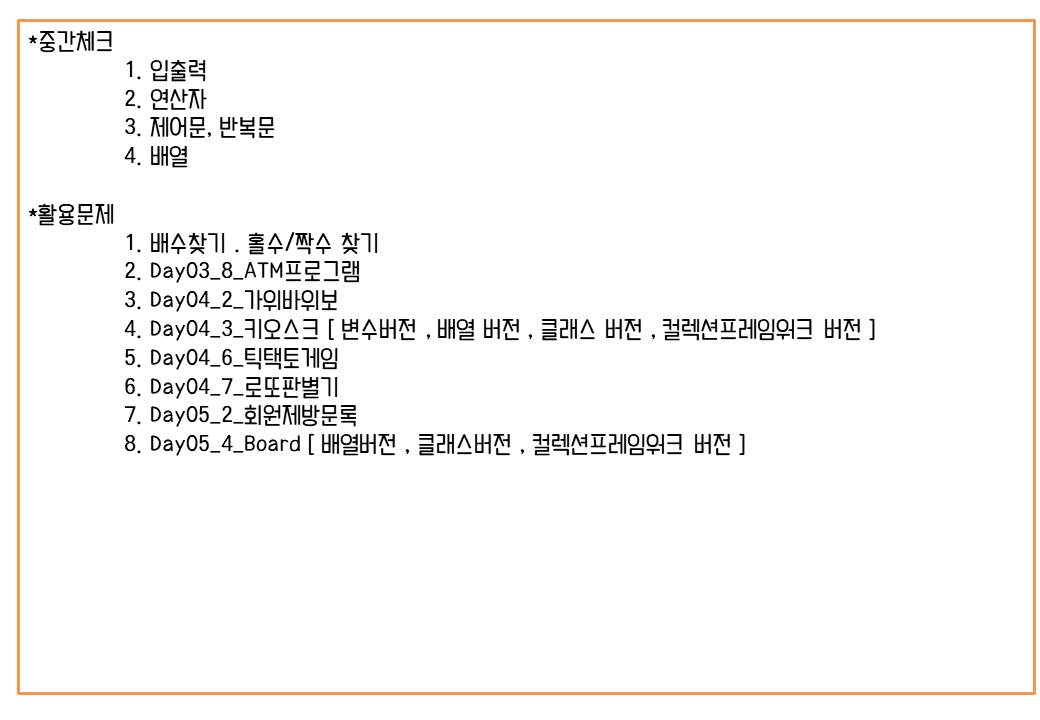 *중간체크
1. 입출력
2. 연산자
3. 제어문, 반복문
4. 배열
*활용문제
1. 배수찾기 . 홀수/짝수 찾기
2. Day03_8_ATM프로그램
3. Day04_2_가위바위보
4. Day04_3_키오스크 [ 변수버전 , 배열 버전 , 클래스 버전 , 컬렉션프레임워크 버전 ]
5. Day04_6_틱택토게임
6. Day04_7_로또판별기
7. Day05_2_회원제방문록
8. Day05_4_Board [ 배열버전 , 클래스버전 , 컬렉션프레임워크 버전 ]